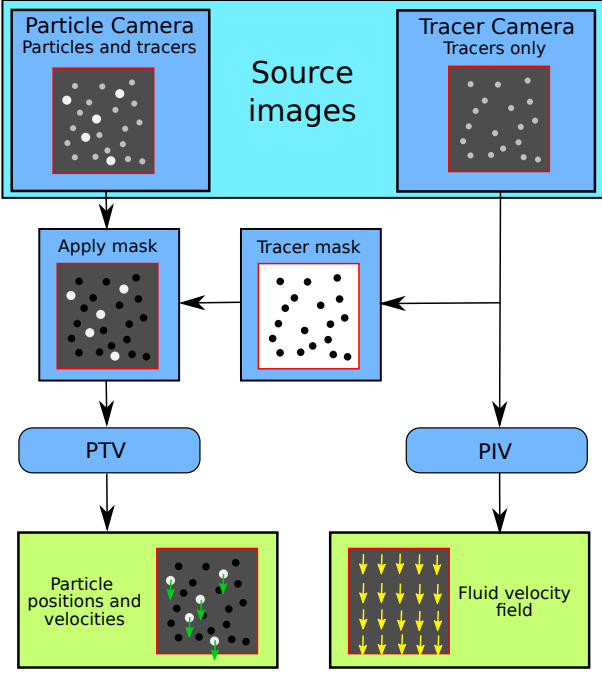 Particle Camera
Particles and tracers
Source
images
Tracer Camera
Tracers only
Apply mask
Tracer mask
PTV
PIV
Particle
positions and
velocities
Fluid velocity
field